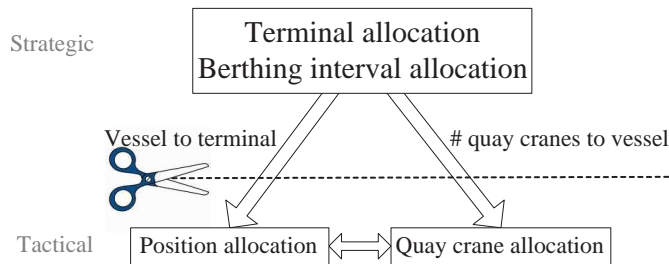 Strategic
Terminal allocation
Berthing interval allocation
Vessel to terminal
# quay cranes to vessel
Tactical
Position allocation
Quay crane allocation